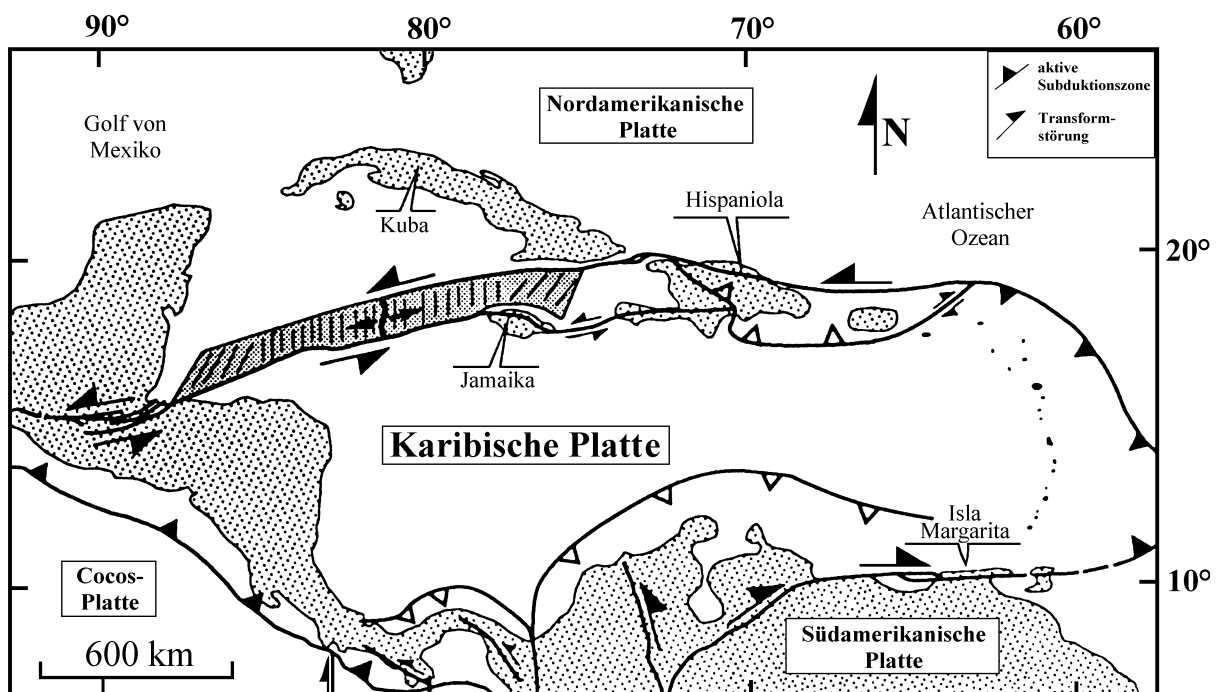 90°
80°
70°
60°
aktive
Subduktionszone
Transform-
störung
Nordamerikanische
Platte
N
Golf von
Mexiko
Kuba
Hispaniola
Atlantischer
Ozean
20°
Jamaika
Karibische Platte
Isla
Margarita
10°
Cocos-
Platte
Südamerikanische
Platte
600 km